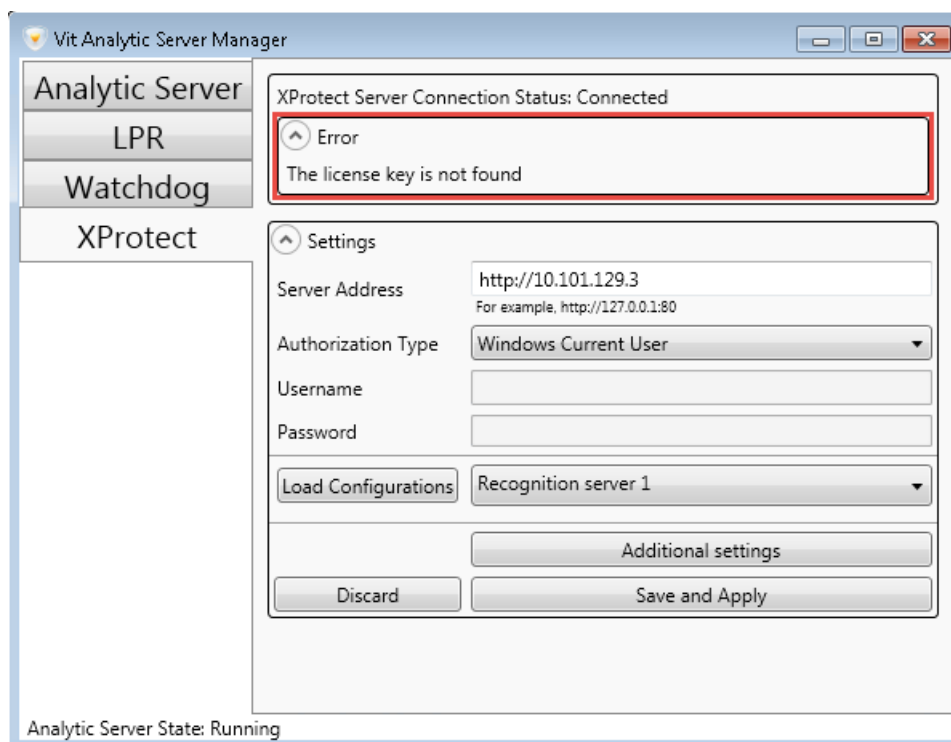 Vit Analytic Server Manager
Analytic Server
LPR
Watchdog
XProtect
XProtect Server Connection Status: Connected
Error
The license key is not found
Settings
Server Address
http://10.101.129.3
For example, http://127.0.0.1:80
Authorization Type
Windows Current User
Username
Password
Load Configurations
Recognition server 1
Additional settings
Discard
Save and Apply
Analytic Server State: Running